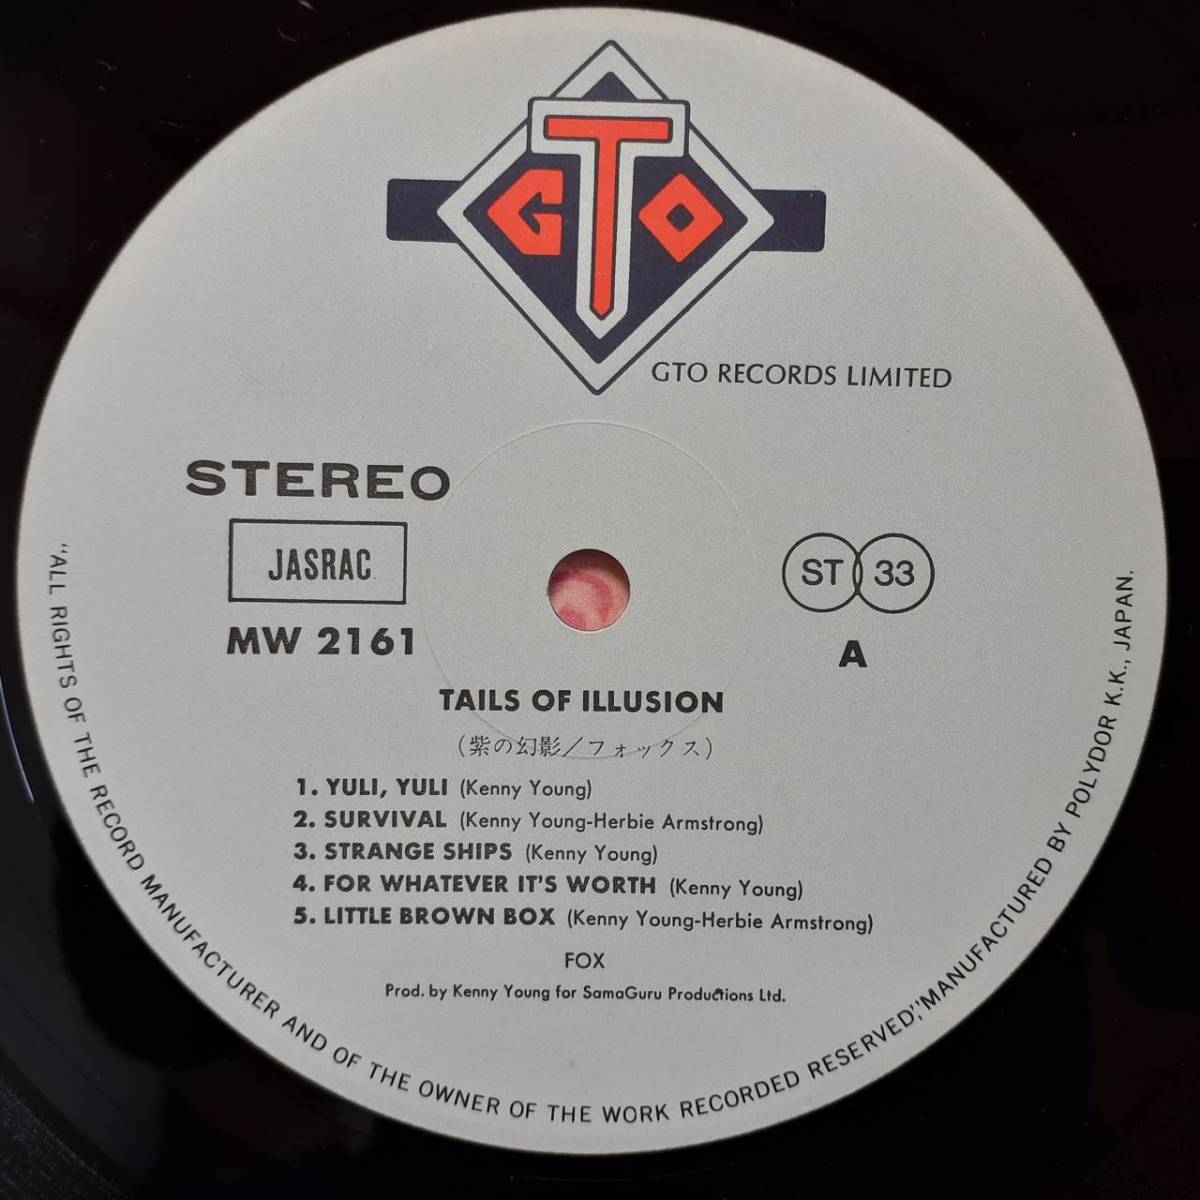 GTO
GTO RECORDS LIMITED
STEREO
JASRAC
MW 2161
ST 33
A
TAILS OF ILLUSION
(紫の幻影/フォックス)
1. YULI, YULI (Kenny Young)
2. SURVIVAL (Kenny Young-Herbie Armstrong)
3. STRANGE SHIPS (Kenny Young)
4. FOR WHATEVER IT'S WORTH (Kenny Young)
5. LITTLE BROWN BOX (Kenny Young-Herbie Armstrong)
FOX
Prod. by Kenny Young for SamaGuru Productions Ltd.
"ALL RIGHTS OF THE RECORD MANUFACTURER AND OF THE OWNER OF THE WORK RECORDED RESERVED","MANUFACTURED BY POLYDOR K.K., JAPAN.